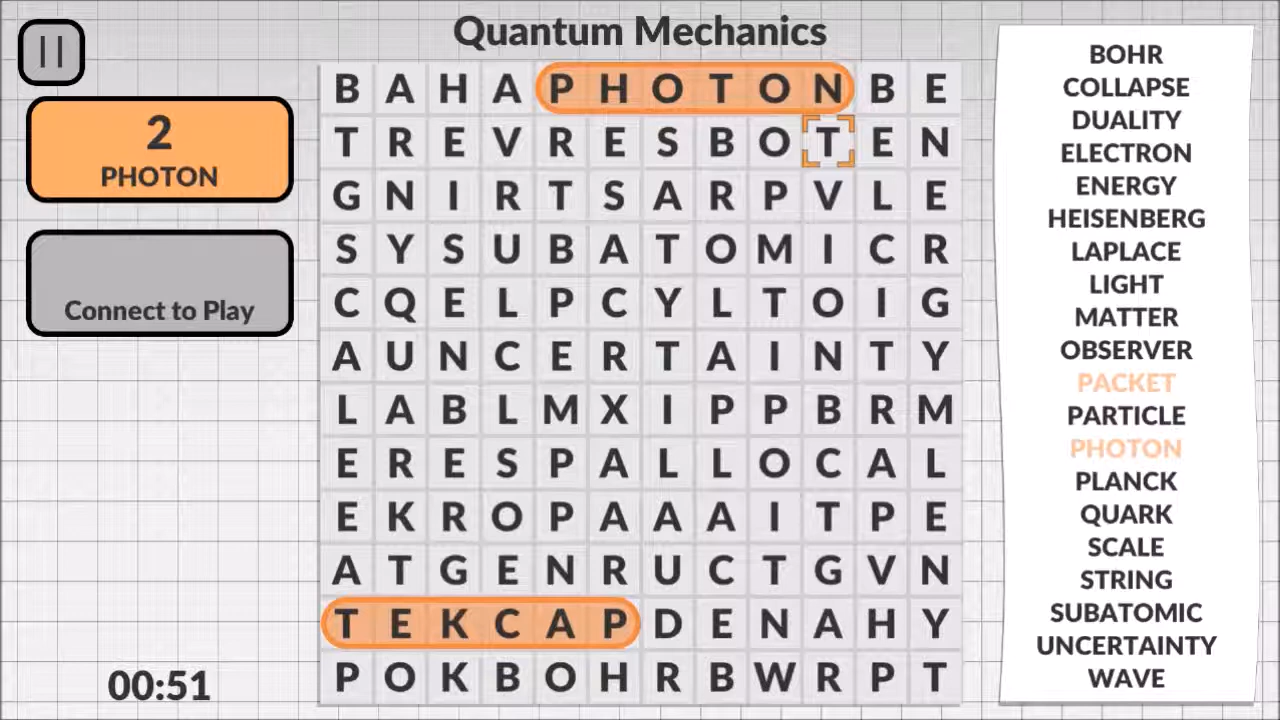 Quantum Mechanics
2
PHOTON
Connect to Play
00:51
B A H A P H O T O N B E
T R E V R E S B O T E N
G N I R T S A R P V L E
S Y S U B A T O M I C R
C Q E L P C Y L T O I G
A U N C E R T A I N T Y
L A B L M X I P P B R M
E R E S P A L L O C A L
E K R O P A A A I T P E
A T G E N R U C T G V N
T E K C A P D E N A H Y
P O K B O H R B W R P T
BOHR
COLLAPSE
DUALITY
ELECTRON
ENERGY
HEISENBERG
LAPLACE
LIGHT
MATTER
OBSERVER
PACKET
PARTICLE
PHOTON
PLANCK
QUARK
SCALE
STRING
SUBATOMIC
UNCERTAINTY
WAVE